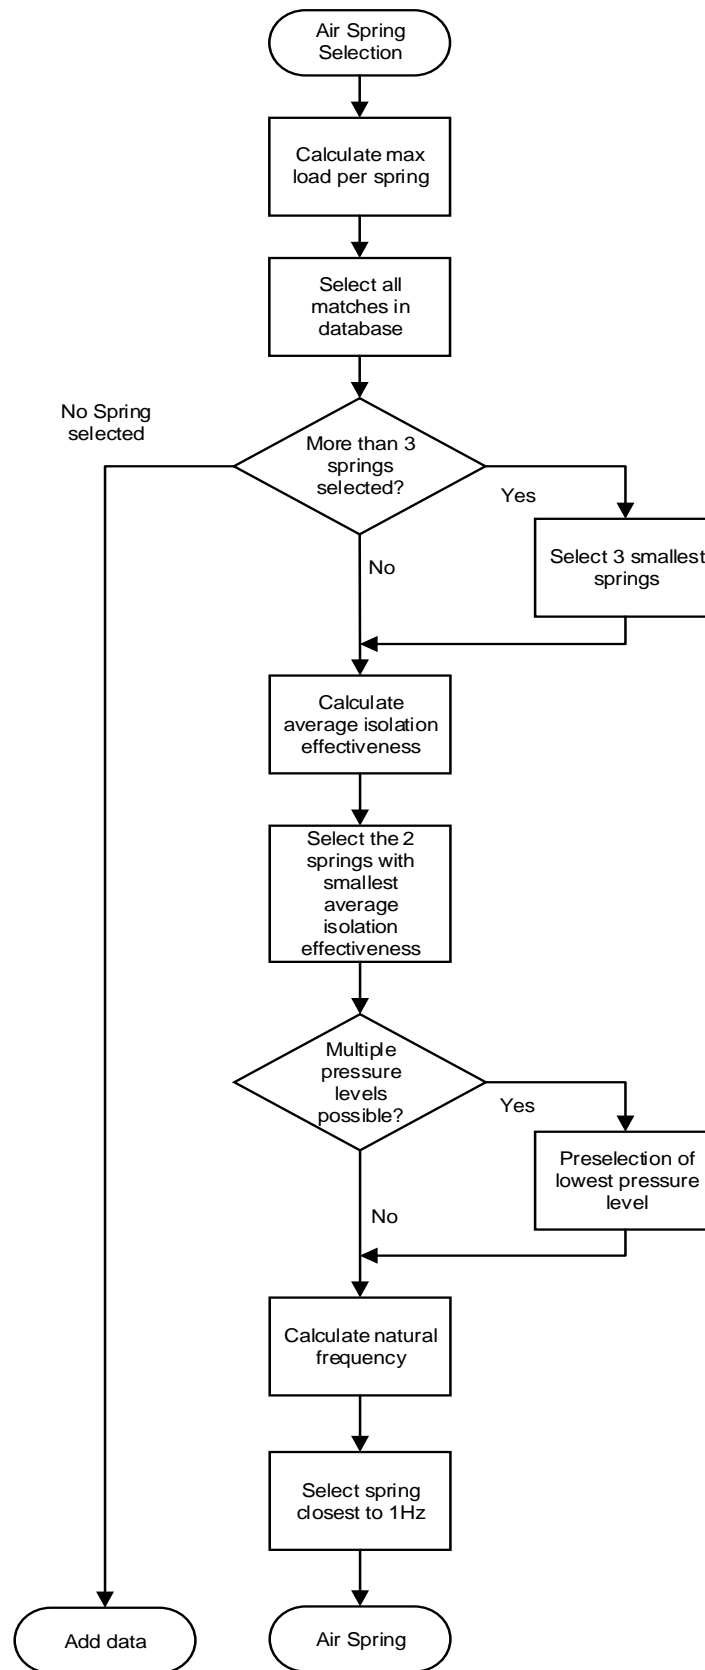 Air Spring
Selection
Calculate max
load per spring
Select all
matches in
database
No Spring
selected
More than 3
springs
selected?
Yes
Select 3 smallest
springs
No
Calculate
average isolation
effectiveness
Select the 2
springs with
smallest
average
isolation
effectiveness
Multiple
pressure
levels
possible?
Yes
Preselection of
lowest pressure
level
No
Calculate natural
frequency
Select spring
closest to 1Hz
Add data
Air Spring